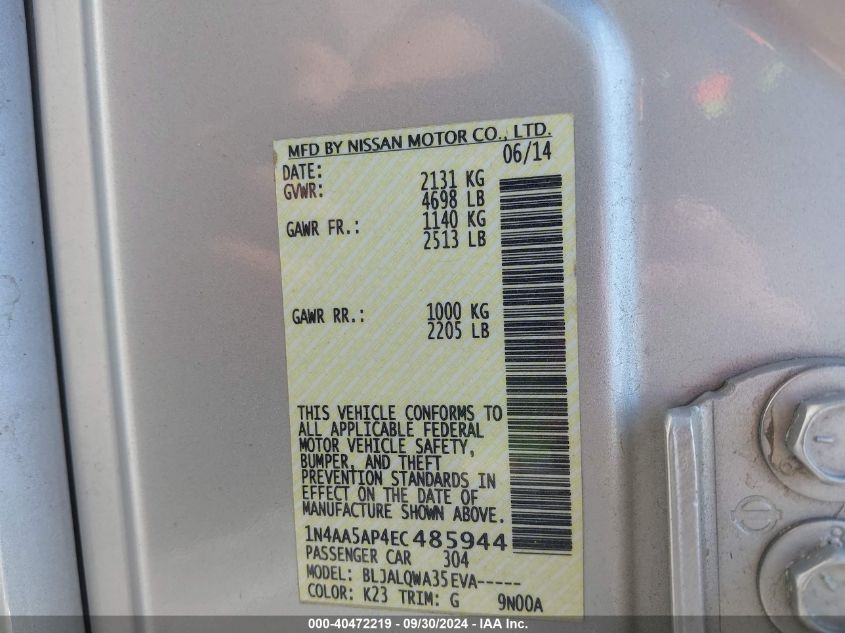 MFD BY NISSAN MOTOR CO., LTD.
DATE: 06/14
GVWR: 2131 KG
4698 LB
GAWR FR.: 1140 KG
2513 LB
GAWR RR.: 1000 KG
2205 LB
THIS VEHICLE CONFORMS TO
ALL APPLICABLE FEDERAL
MOTOR VEHICLE SAFETY,
BUMPER, AND THEFT
PREVENTION STANDARDS IN
EFFECT ON THE DATE OF
MANUFACTURE SHOWN ABOVE.
1N4AA5AP4EC485944
PASSENGER CAR 304
MODEL: BLJALQWA35EVA-----
COLOR: K23 TRIM: G 9N00A
000-40472219 - 09/30/2024 - IAA Inc.